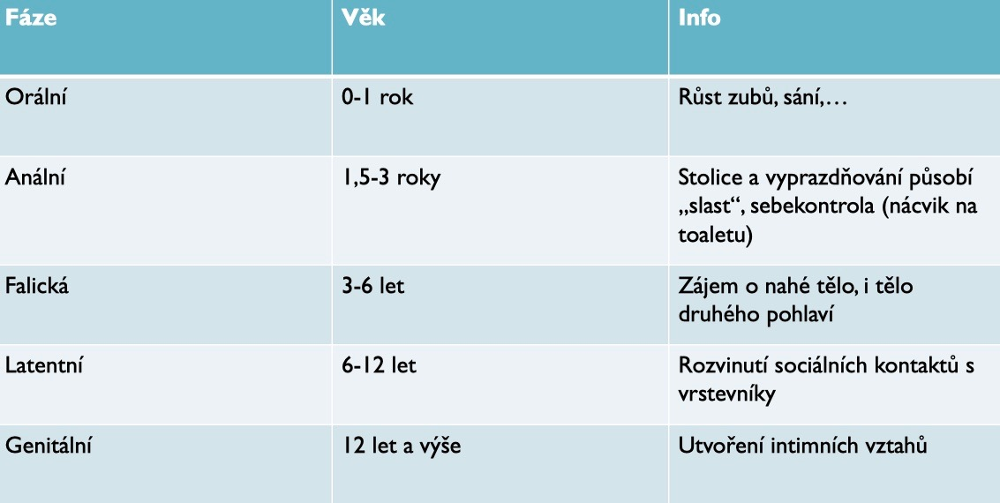 Fáze Věk Info
Orální 0-1 rok Růst zubů, sání,…
Anální 1,5-3 roky Stolice a vyprazdňování působí
„slast“, sebekontrola (nácvik na
toaletu)
Falická 3-6 let Zájem o nahé tělo, i tělo
druhého pohlaví
Latentní 6-12 let Rozvinutí sociálních kontaktů s
vrstevníky
Genitální 12 let a výše Utvoření intimních vztahů